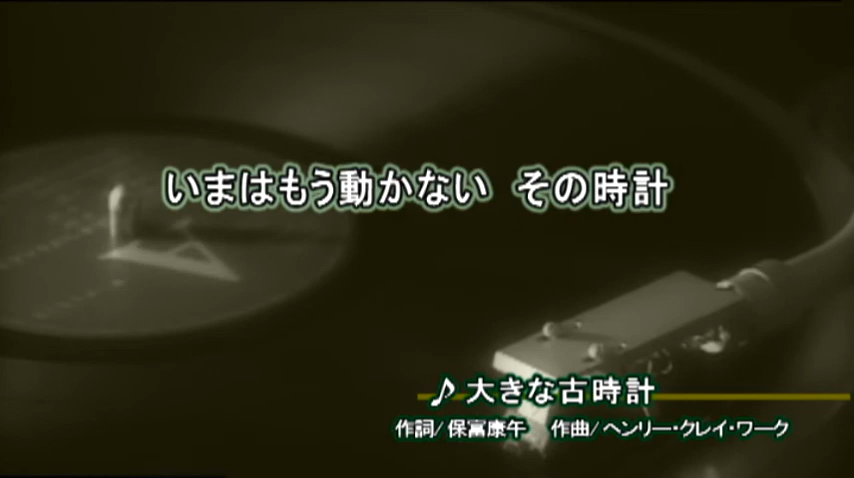 いまはもう動かない　その時計
♪大きな古時計
作詞/保富康午　作曲/ヘンリー・クレイ・ワーク